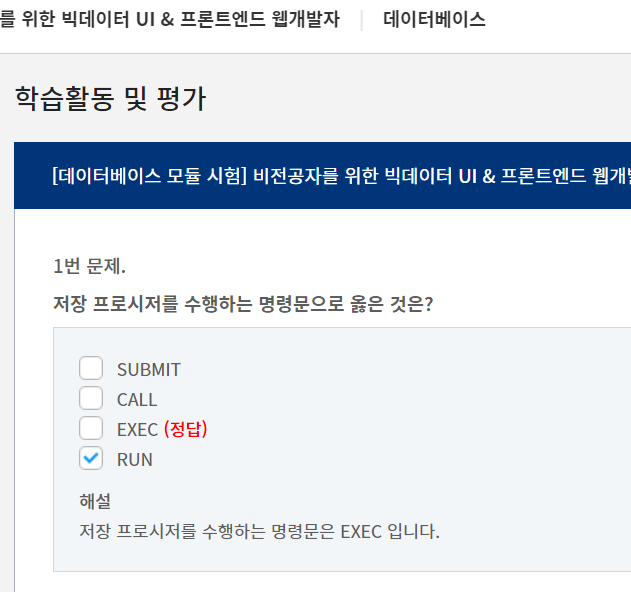 를 위한 빅데이터 UI & 프론트엔드 웹개발자 데이터베이스
학습활동 및 평가
[데이터베이스 모듈 시험] 비전공자를 위한 빅데이터 UI & 프론트엔드 웹개발
1번 문제.
저장 프로시저를 수행하는 명령문으로 옳은 것은?
SUBMIT
CALL
EXEC (정답)
RUN
해설
저장 프로시저를 수행하는 명령문은 EXEC 입니다.